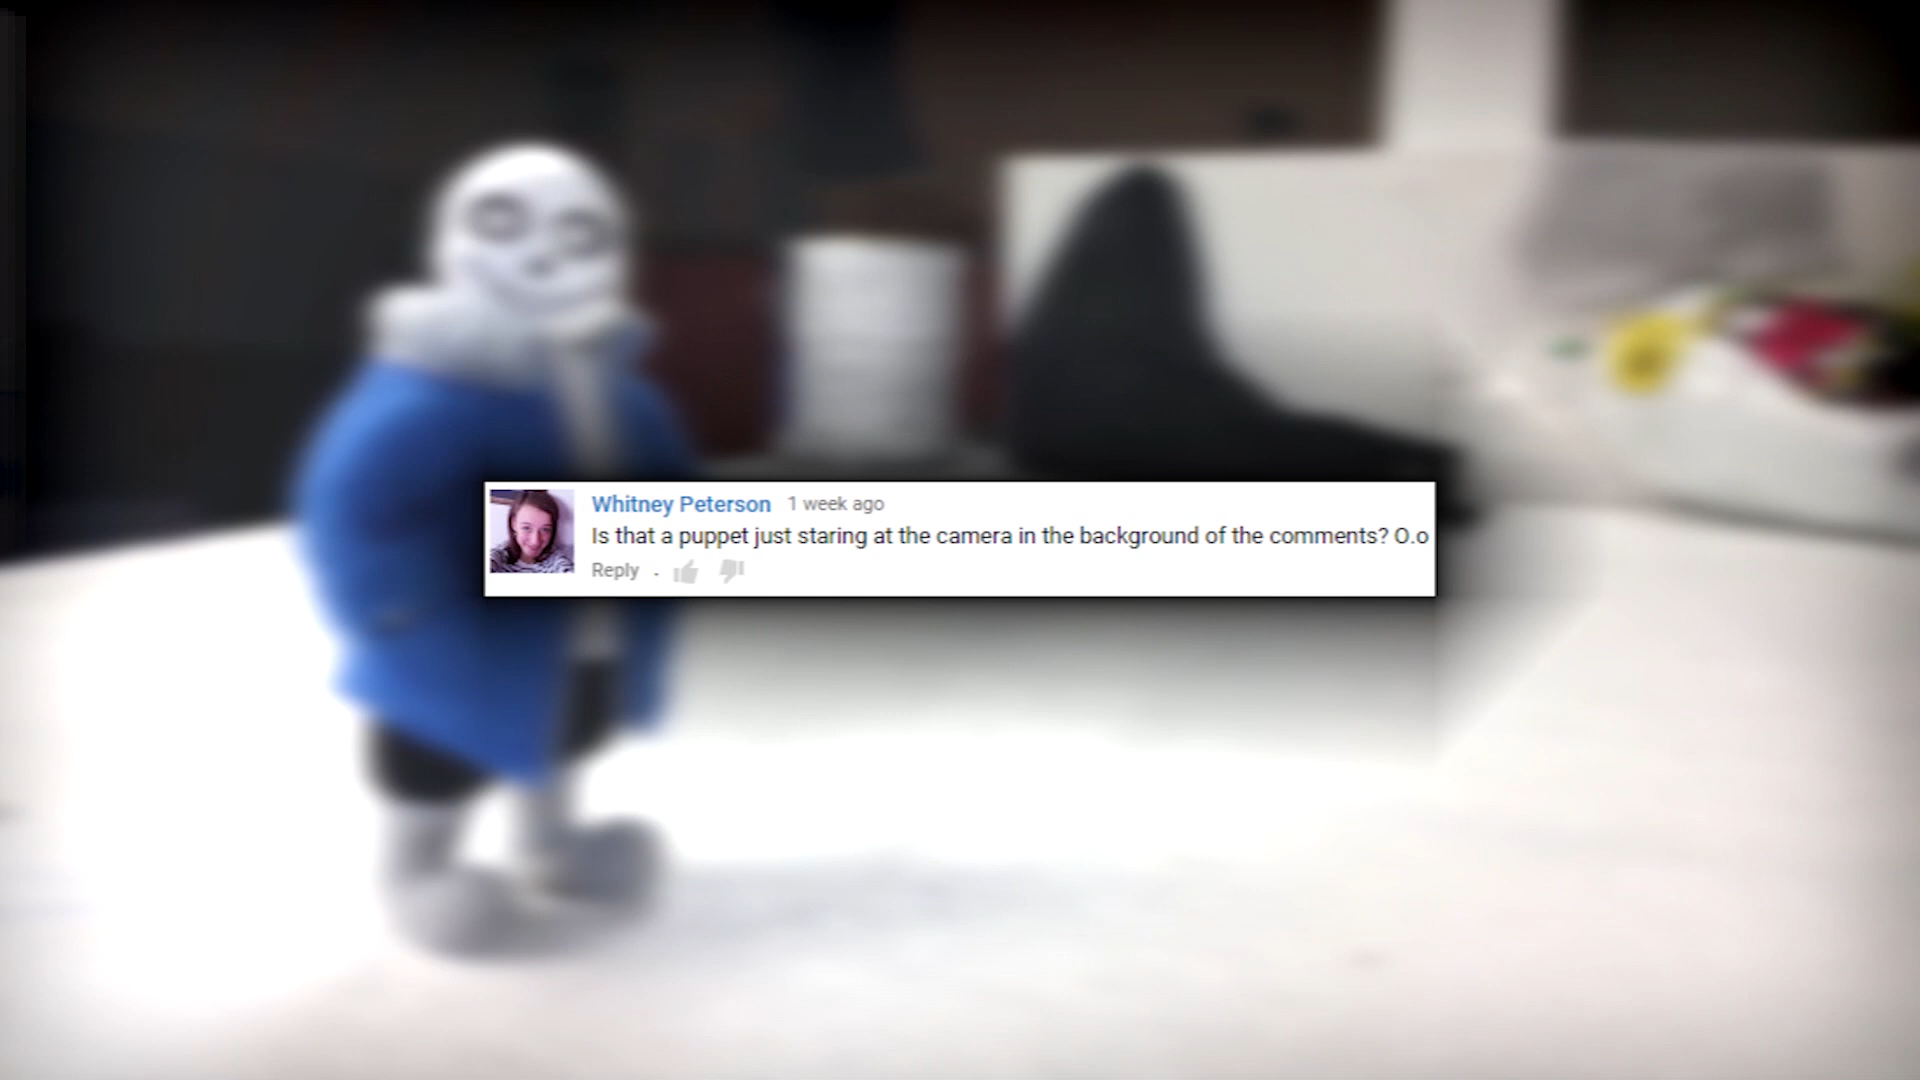 Whitney Peterson 1 week ago
Is that a puppet just staring at the camera in the background of the comments? O.o
Reply .